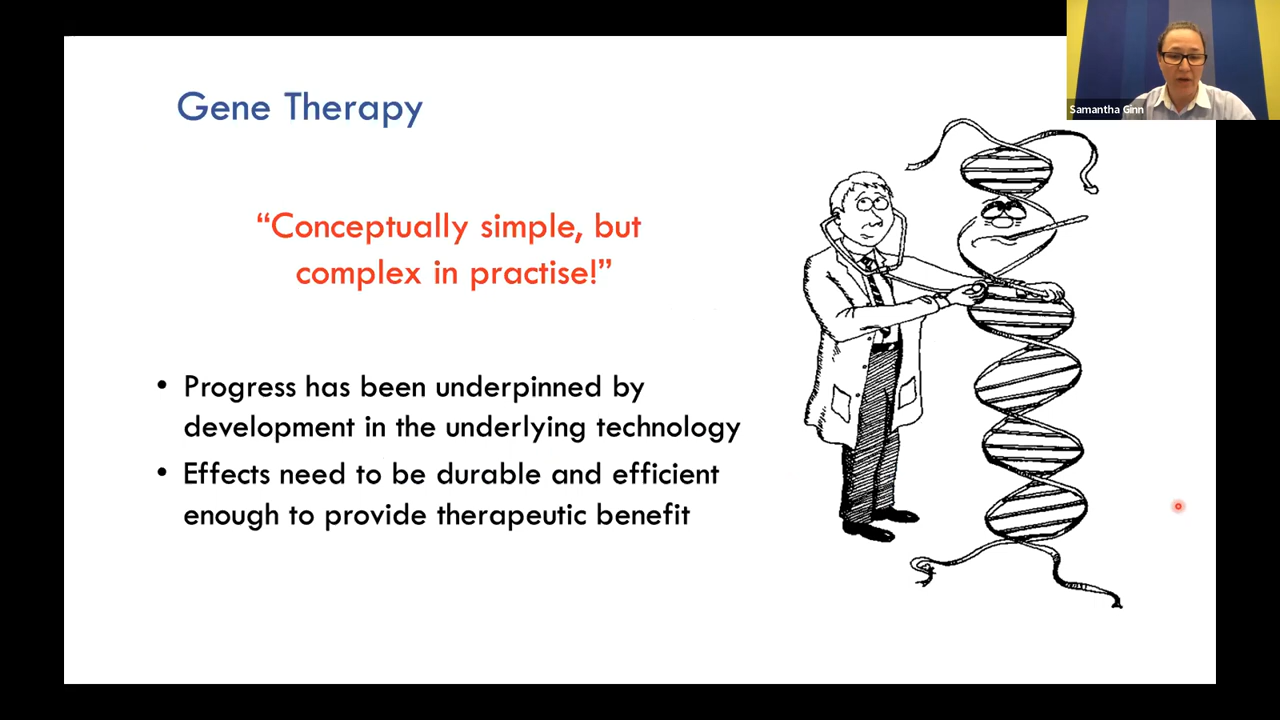 Samantha Ginn
Gene Therapy
“Conceptually simple, but
complex in practise!”
• Progress has been underpinned by
development in the underlying technology
• Effects need to be durable and efficient
enough to provide therapeutic benefit